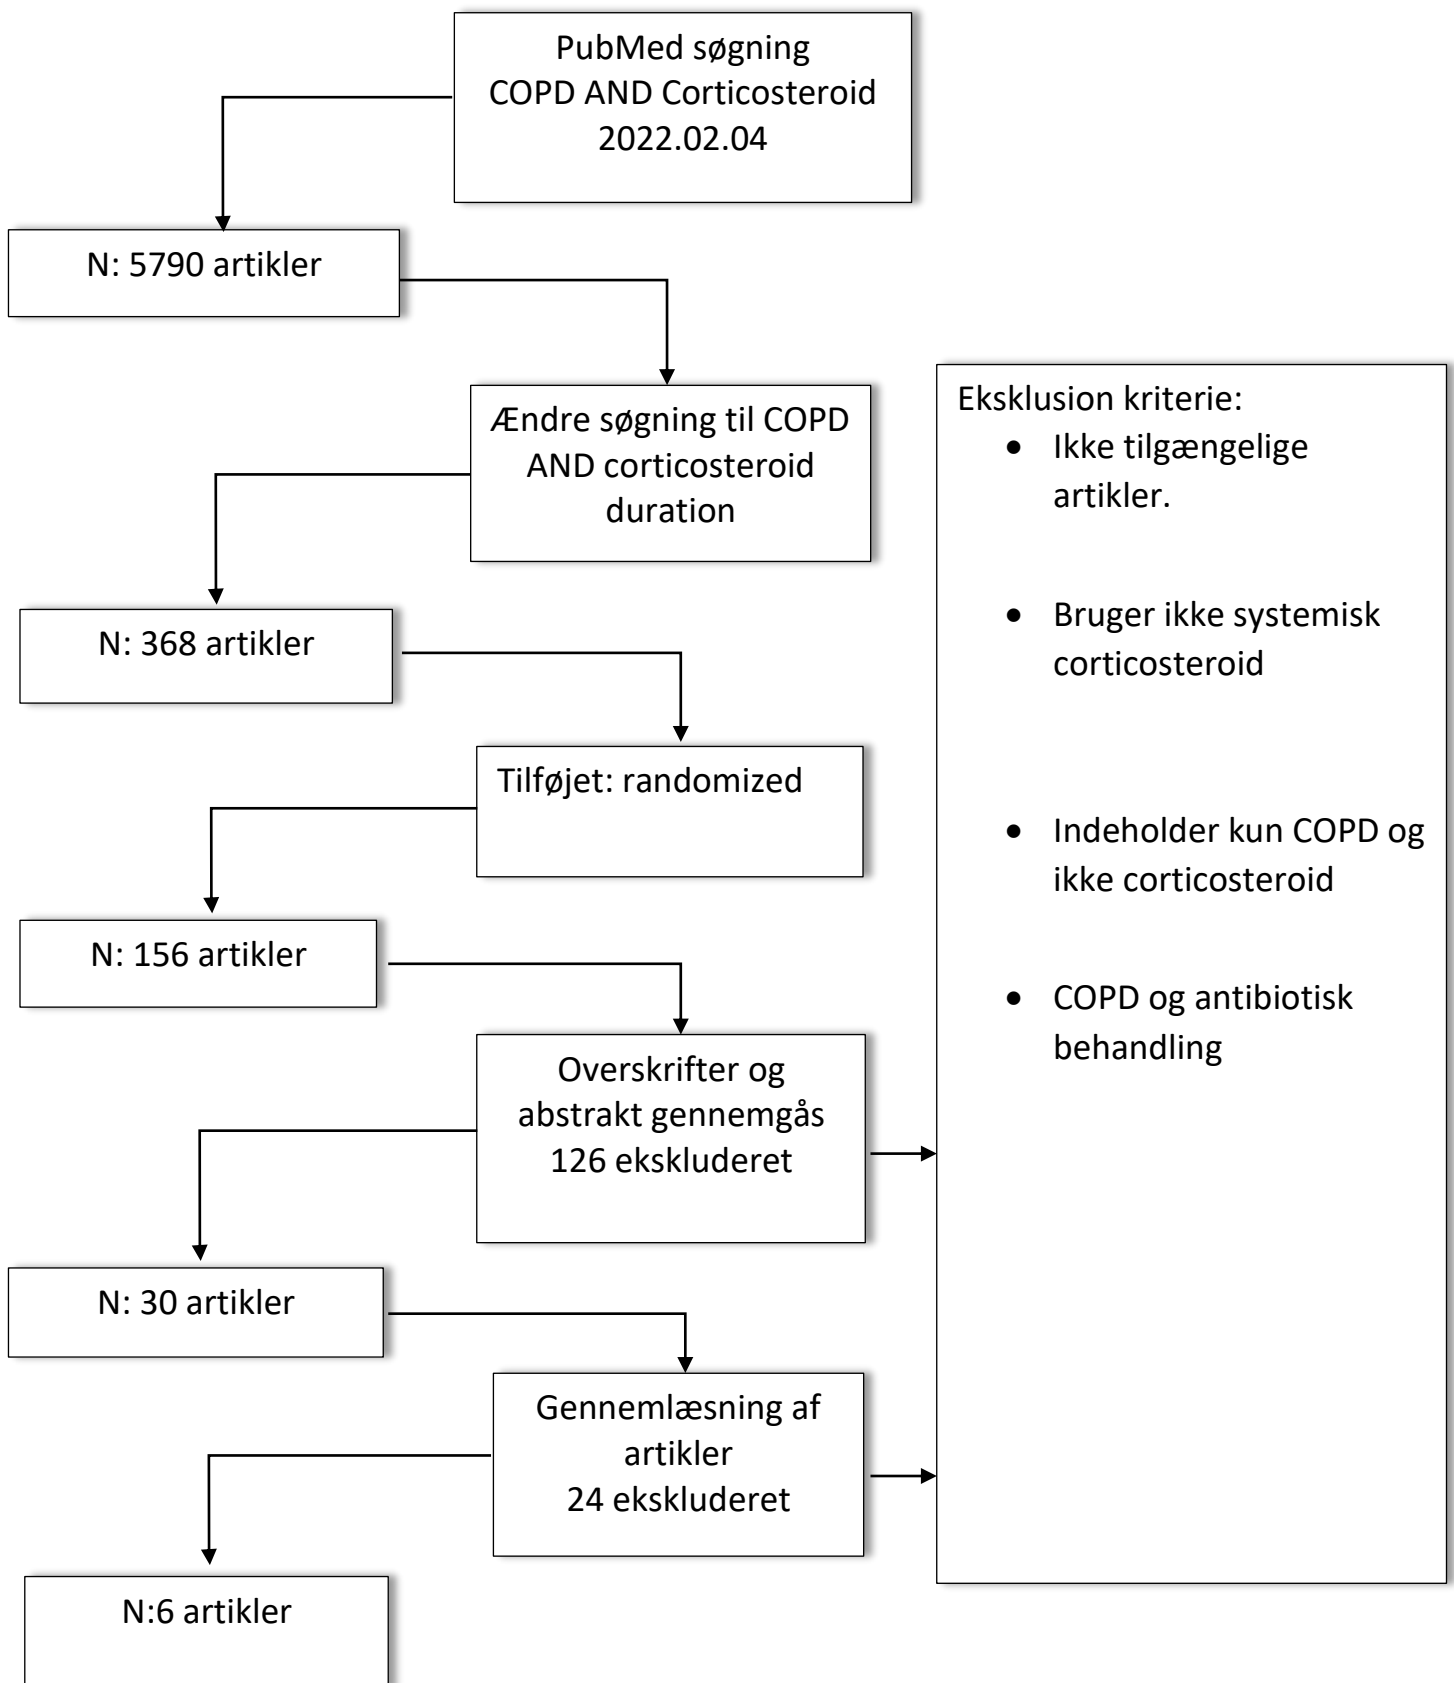 PubMed søgning
COPD AND Corticosteroid
2022.02.04
N: 5790 artikler
Ændre søgning til COPD
AND corticosteroid
duration
N: 368 artikler
Tilføjet: randomized
N: 156 artikler
Overskrifter og
abstrakt gennemgås
126 ekskluderet
N: 30 artikler
Gennemlæsning af
artikler
24 ekskluderet
N:6 artikler
Eksklusion kriterie:
• Ikke tilgængelige
artikler.
• Bruger ikke systemisk
corticosteroid
• Indeholder kun COPD og
ikke corticosteroid
• COPD og antibiotisk
behandling